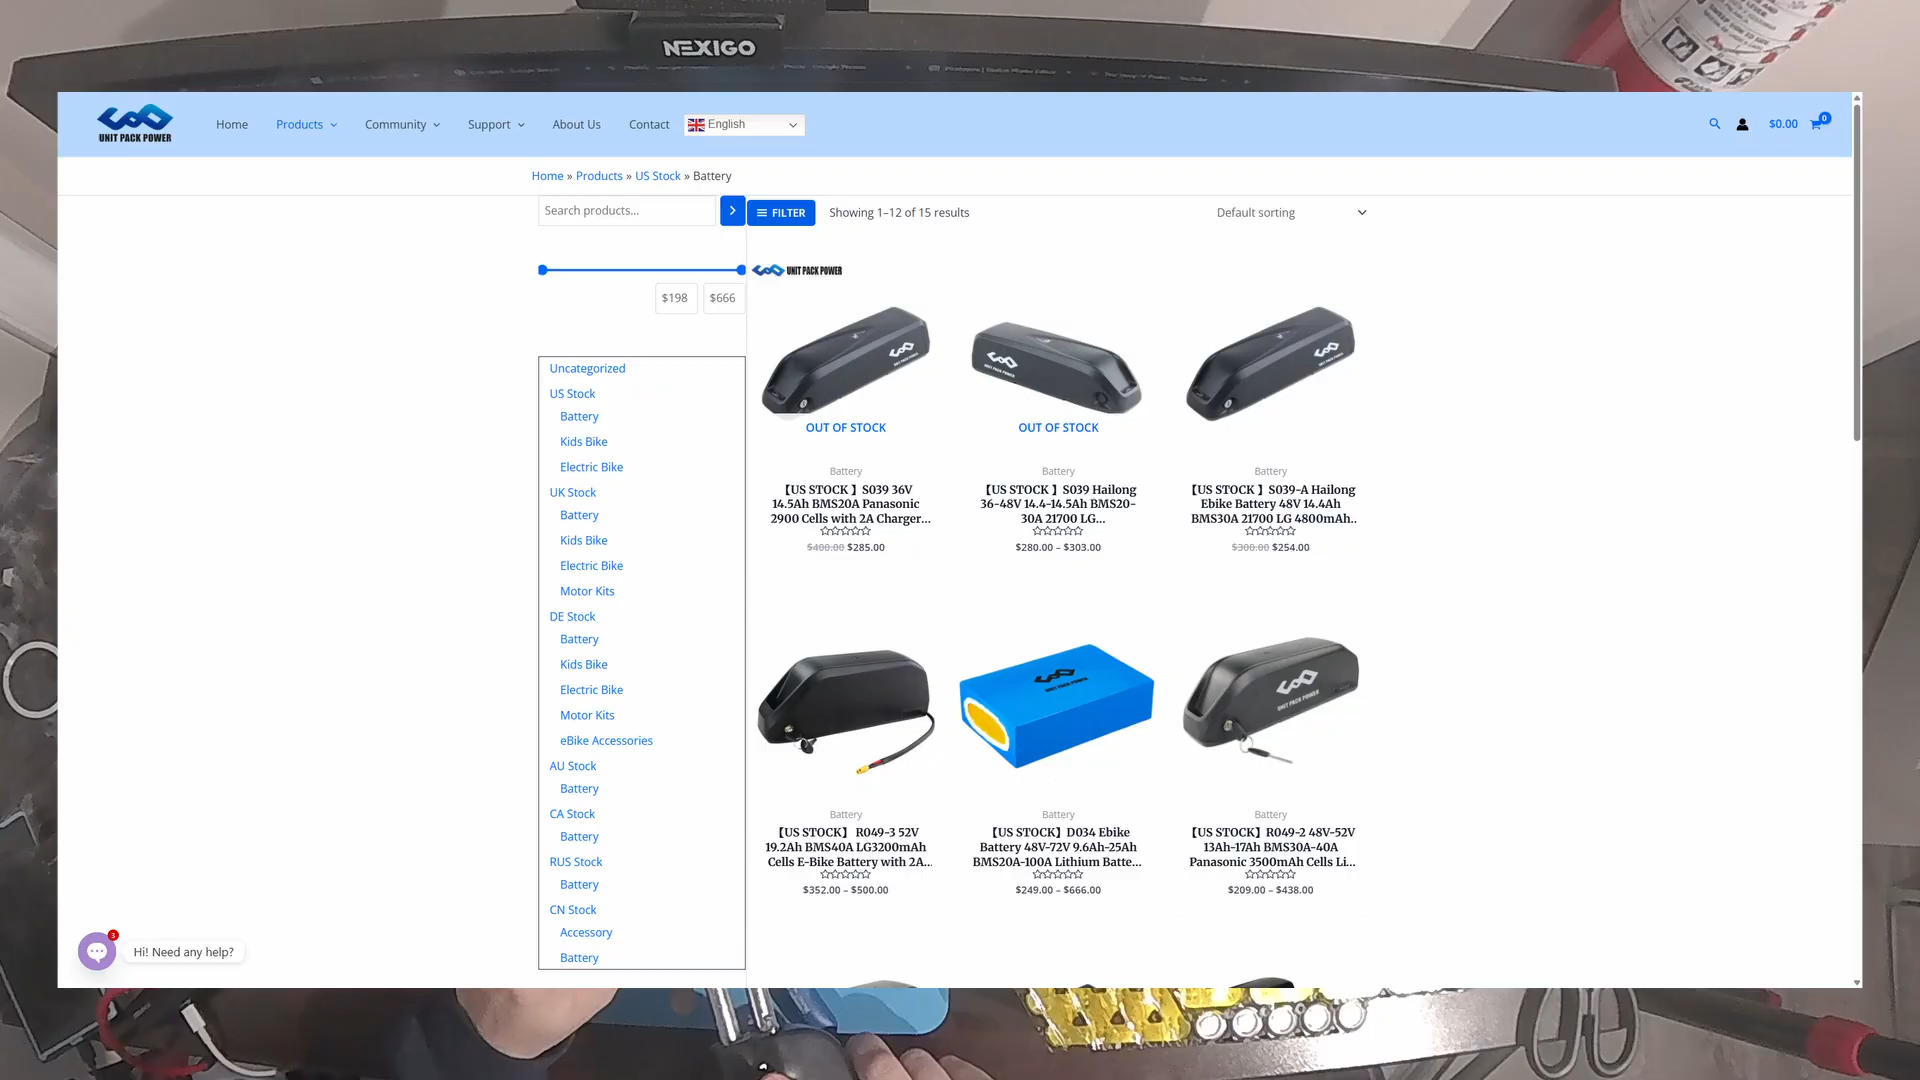 NEXIGO
UNIT PACK POWER
Home
Products
Community
Support
About Us
Contact
English
$0.00
0
Home » Products » US Stock » Battery
Search products...
FILTER
Showing 1–12 of 15 results
Default sorting
$198
$666
UNIT PACK POWER
Uncategorized
US Stock
Battery
Kids Bike
Electric Bike
UK Stock
Battery
Kids Bike
Electric Bike
Motor Kits
DE Stock
Battery
Kids Bike
Electric Bike
Motor Kits
eBike Accessories
AU Stock
Battery
CA Stock
Battery
RUS Stock
Battery
CN Stock
Accessory
Battery
OUT OF STOCK
Battery
【US STOCK】S039 36V
14.5Ah BMS20A Panasonic
2900 Cells with 2A Charger...
$400.00 $285.00
OUT OF STOCK
Battery
【US STOCK】S039 Hailong
36-48V 14.4-14.5Ah BMS20-
30A 21700 LG...
$280.00 – $303.00
Battery
【US STOCK】S039-A Hailong
Ebike Battery 48V 14.4Ah
BMS30A 21700 LG 4800mAh..
$300.00 $254.00
Battery
【US STOCK】 R049-3 52V
19.2Ah BMS40A LG3200mAh
Cells E-Bike Battery with 2A..
$352.00 – $500.00
UNIT PACK POWER
Battery
【US STOCK】D034 Ebike
Battery 48V-72V 9.6Ah-25Ah
BMS20A-100A Lithium Batte...
$249.00 – $666.00
UNIT PACK POWER
Battery
【US STOCK】R049-2 48V-52V
13Ah-17Ah BMS30A-40A
Panasonic 3500mAh Cells Li...
$209.00 – $438.00
3
Hi! Need any help?